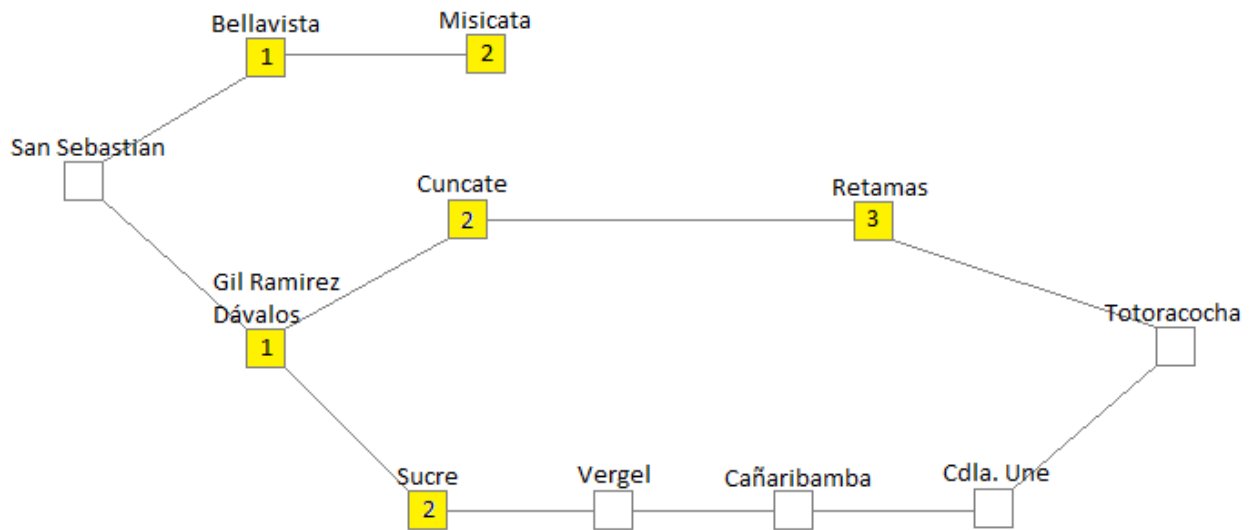 Bellavista
Misicata
1
2
San Sebastian
Cuncate
Retamas
2
3
Gil Ramirez
Dávalos
Totoracocha
1
Sucre
Vergel
Cañaribamba
Cdla. Une
2